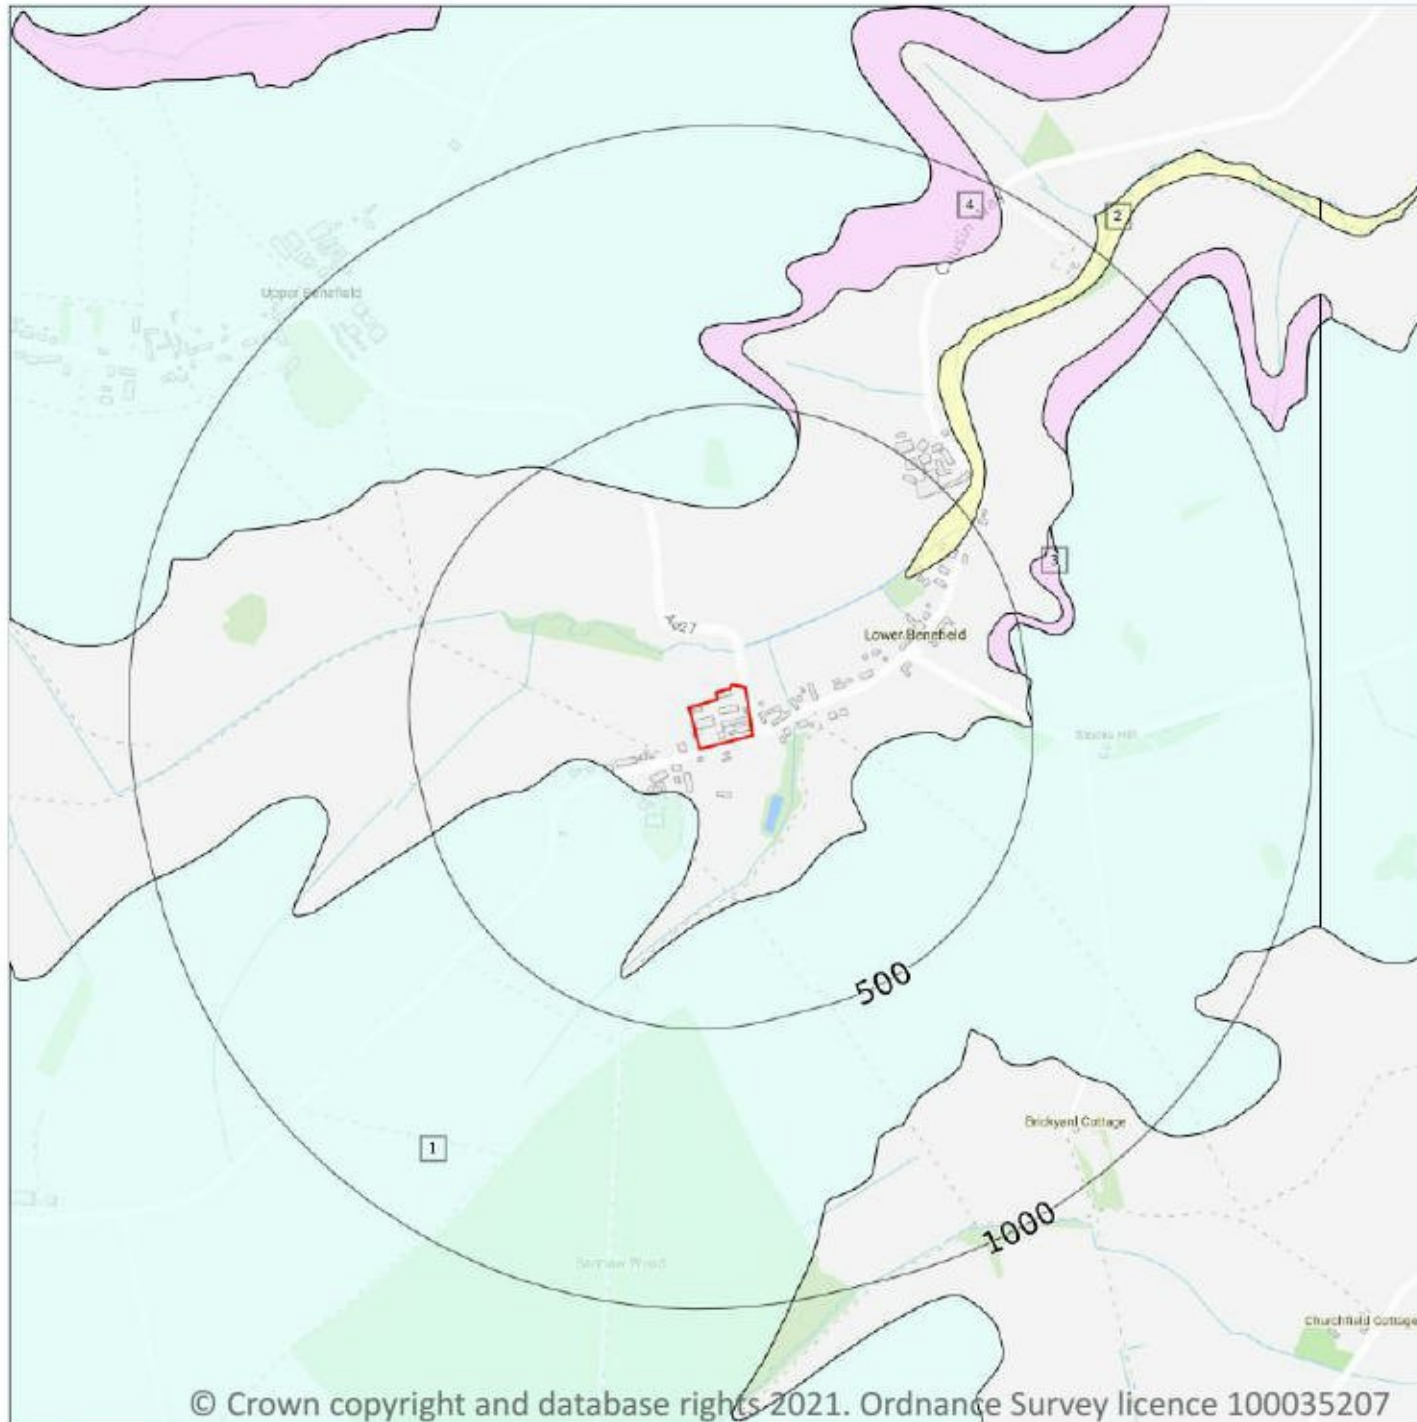 4
2
Upper Benefield
3
A427
Lower Benefield
Stocks Hill
500
1
Brickyard Cottage
1000
Churchfield Cottage
© Crown copyright and database rights 2021. Ordnance Survey licence 100035207